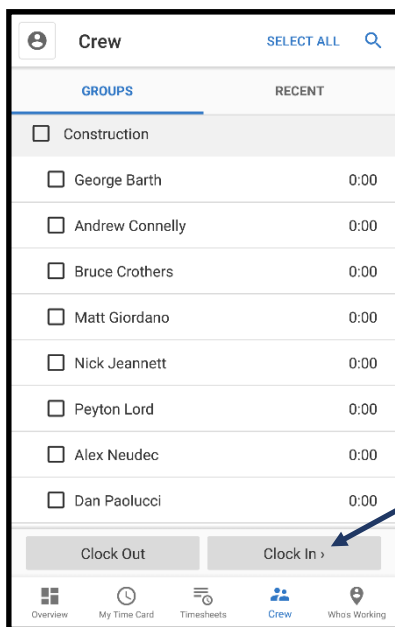 Crew SELECT ALL
GROUPS RECENT
Construction
George Barth 0:00
Andrew Connelly 0:00
Bruce Crothers 0:00
Matt Giordano 0:00
Nick Jeannett 0:00
Peyton Lord 0:00
Alex Neudec 0:00
Dan Paolucci 0:00
Clock Out Clock In ›
Overview My Time Card Timesheets Crew Whos Working